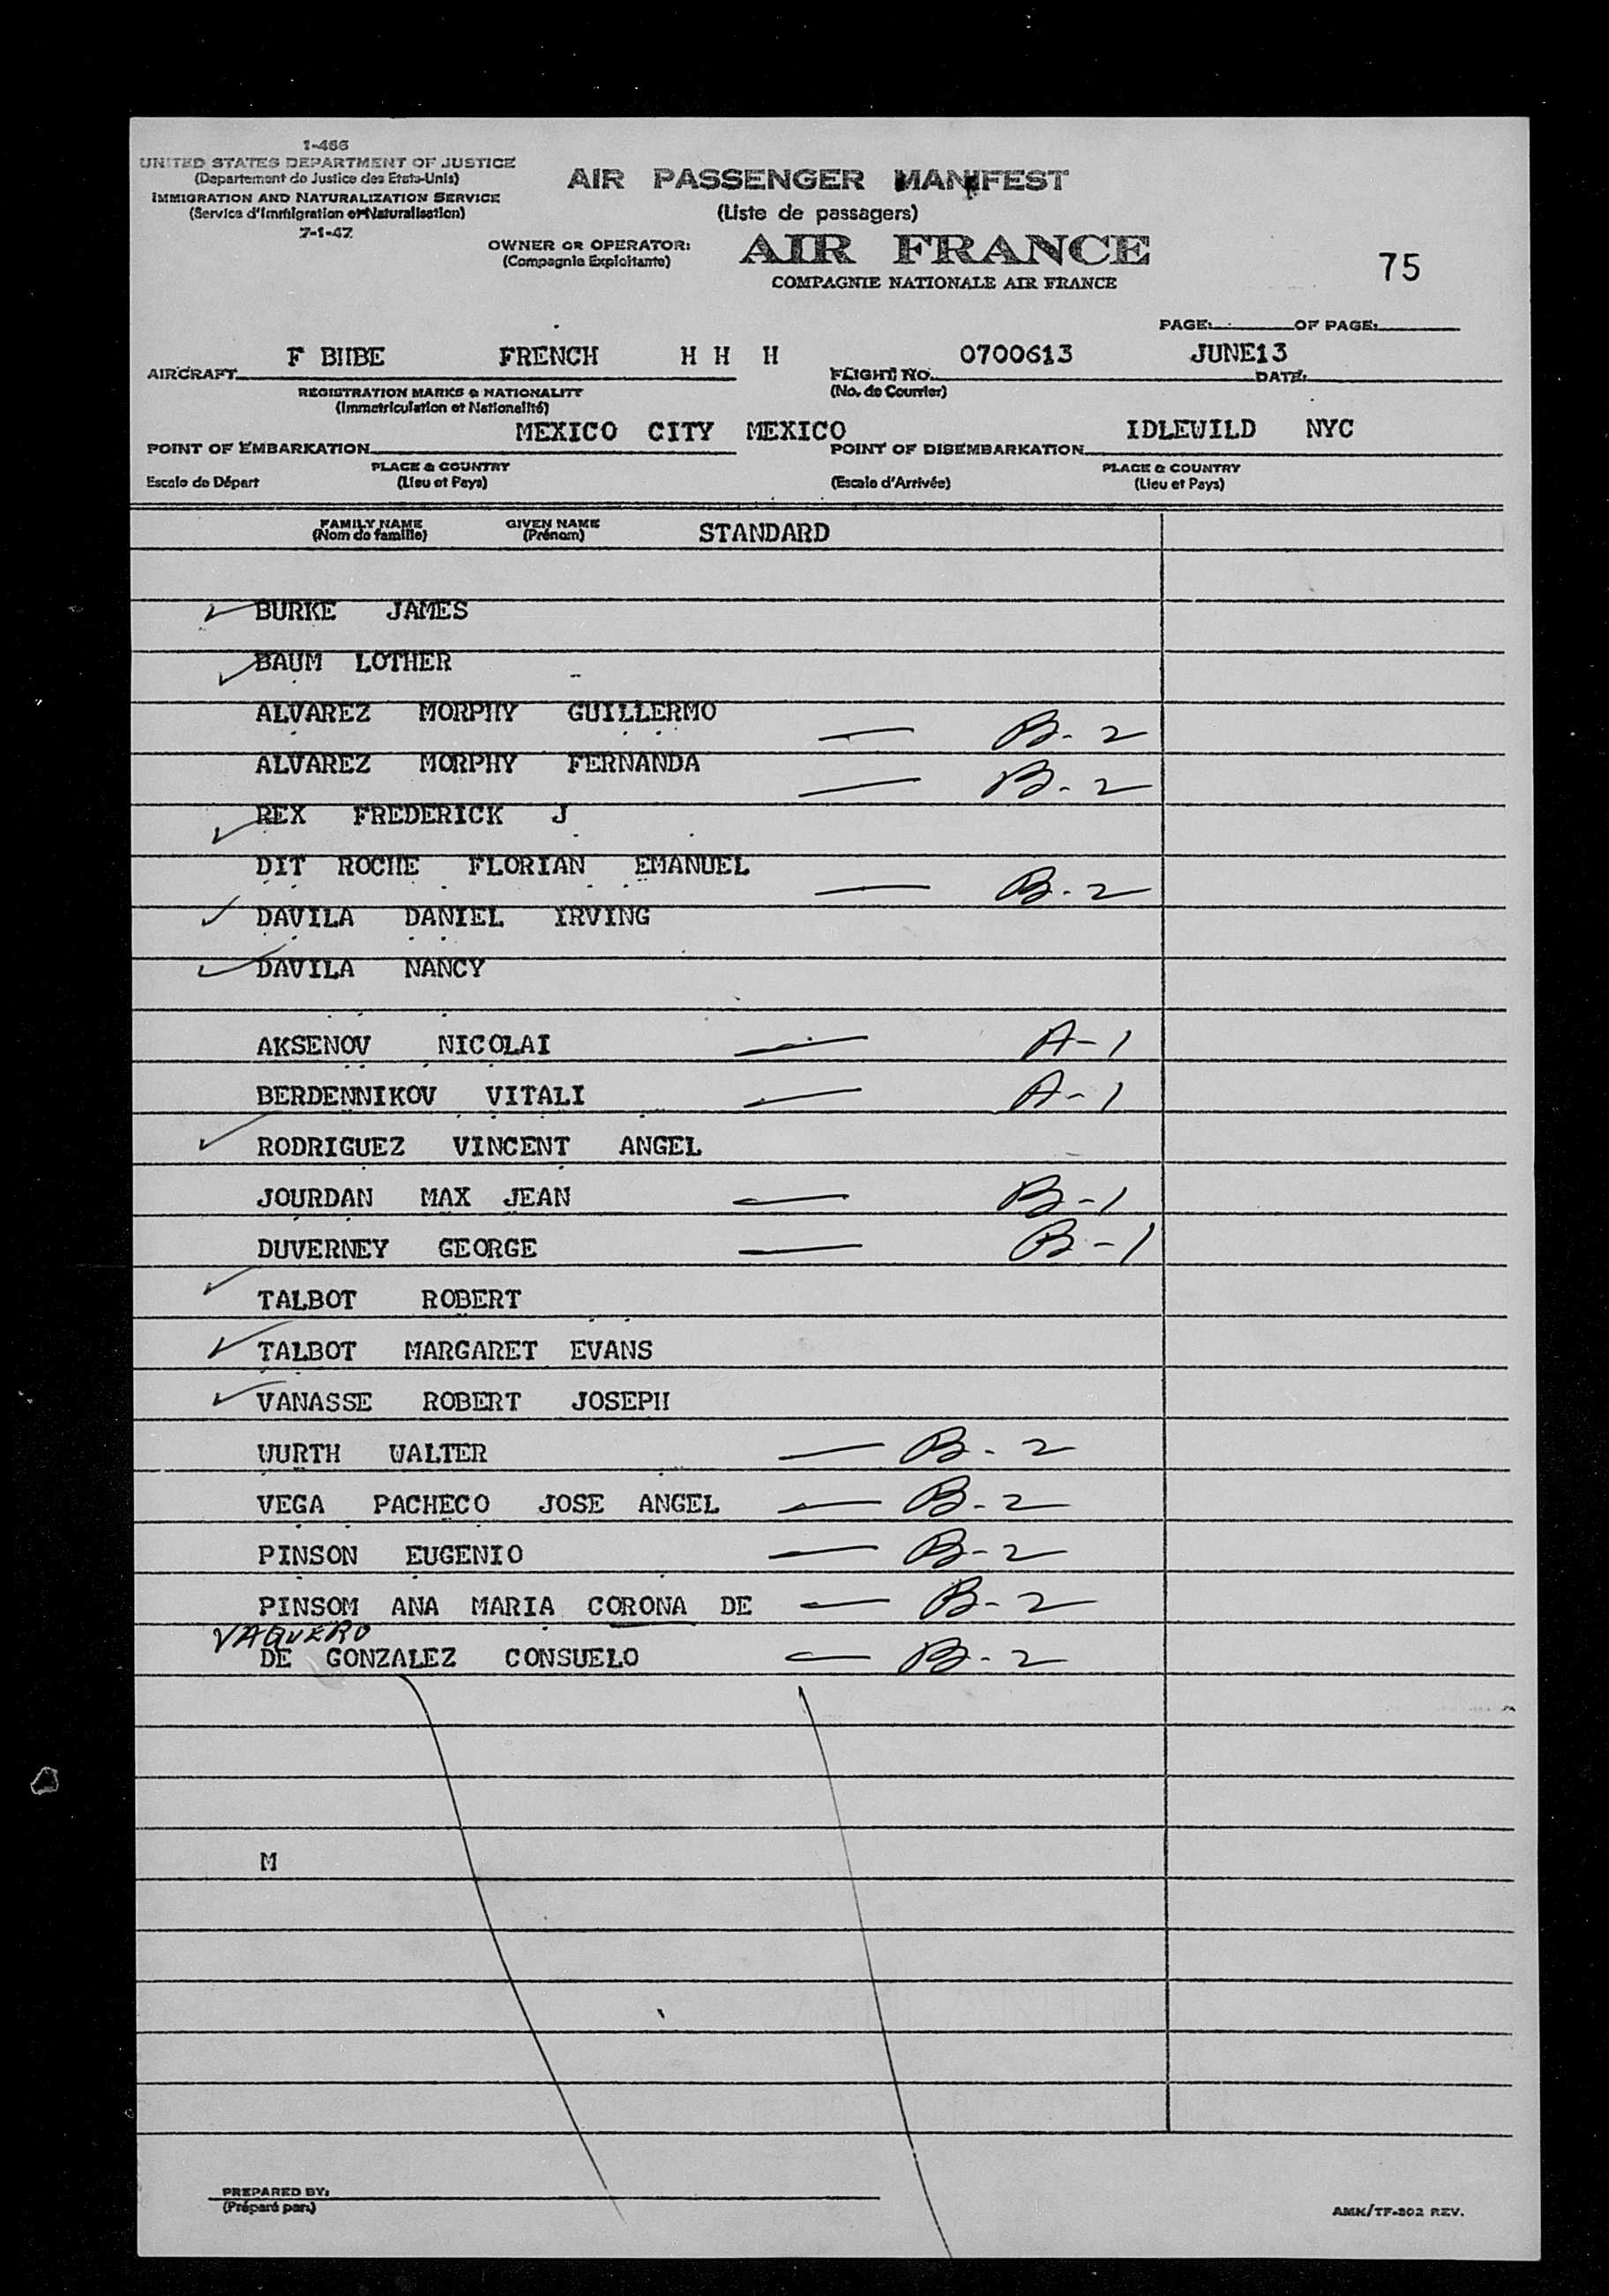 1-466
UNITED STATES DEPARTMENT OF JUSTICE
(Departement de Justice des Etats-Unis)
IMMIGRATION AND NATURALIZATION SERVICE
(Service d'Immigration et Naturalisation)
7-1-47
AIR PASSENGER MANIFEST
(Liste de passagers)
OWNER OR OPERATOR:
(Compagnie Exploitante)
AIR FRANCE
COMPAGNIE NATIONALE AIR FRANCE
75
PAGE: OF PAGE:
AIRCRAFT F BHBE FRENCH H H H FLIGHT NO. 0700613 DATE: JUNE13
REGISTRATION MARKS & NATIONALITY (No. de Courrier)
(Immatriculation et Nationalité)
POINT OF EMBARKATION MEXICO CITY MEXICO POINT OF DISEMBARKATION IDLEWILD NYC
PLACE & COUNTRY PLACE & COUNTRY
Escale de Départ (Lieu et Pays) (Escale d'Arrivée) (Lieu et Pays)
FAMILY NAME GIVEN NAME STANDARD
(Nom de famille) (Prénom)
BURKE JAMES
BAUM LOTHER
ALVAREZ MORPHY GUILLERMO — B-2
ALVAREZ MORPHY FERNANDA — B-2
REX FREDERICK J
DIT ROCHE FLORIAN EMANUEL — B-2
DAVILA DANIEL IRVING
DAVILA NANCY
AKSENOV NICOLAI — A-1
BERDENNIKOV VITALI — A-1
RODRIGUEZ VINCENT ANGEL
JOURDAN MAX JEAN — B-1
DUVERNEY GEORGE — B-1
TALBOT ROBERT
TALBOT MARGARET EVANS
VANASSE ROBERT JOSEPH
WURTH WALTER — B-2
VEGA PACHECO JOSE ANGEL — B-2
PINSON EUGENIO — B-2
PINSOM ANA MARIA CORONA DE — B-2
VAQUERO
DE GONZALEZ CONSUELO — B-2
M
PREPARED BY:
(Préparé par:)
AMK/TF-302 REV.